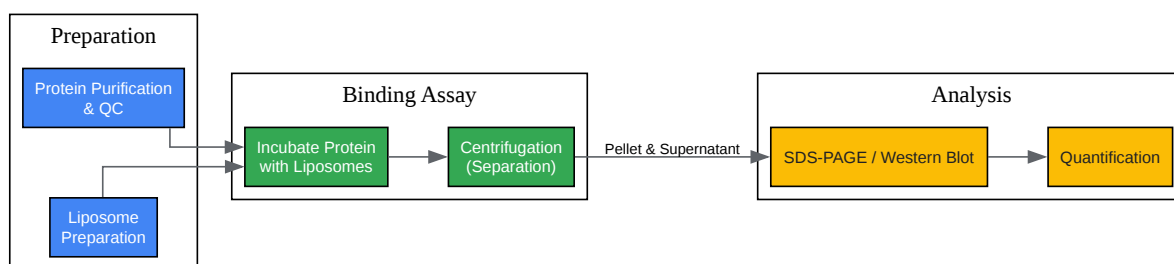 Preparation
Protein Purification
& QC
Liposome
Preparation
Binding Assay
Incubate Protein
with Liposomes
Centrifugation
(Separation)
Pellet & Supernatant
Analysis
SDS-PAGE / Western Blot
Quantification